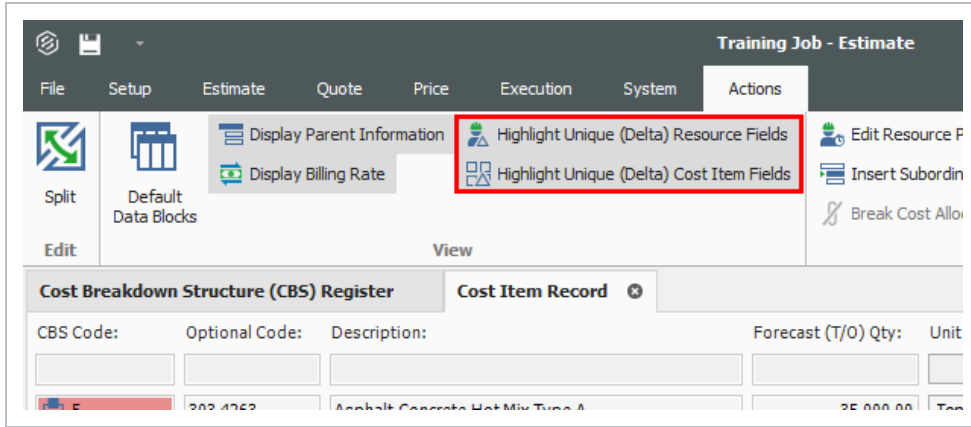 Training Job - Estimate
File Setup Estimate Quote Price Execution System Actions
Display Parent Information Highlight Unique (Delta) Resource Fields Edit Resource P
Display Billing Rate Highlight Unique (Delta) Cost Item Fields Insert Subordin
Split Default Data Blocks Break Cost Allo
Edit View
Cost Breakdown Structure (CBS) Register Cost Item Record
CBS Code: Optional Code: Description: Forecast (T/O) Qty: Unit
5 303.4263 Asphalt Concrete Hot Mix Type A 35,000.00 Ton